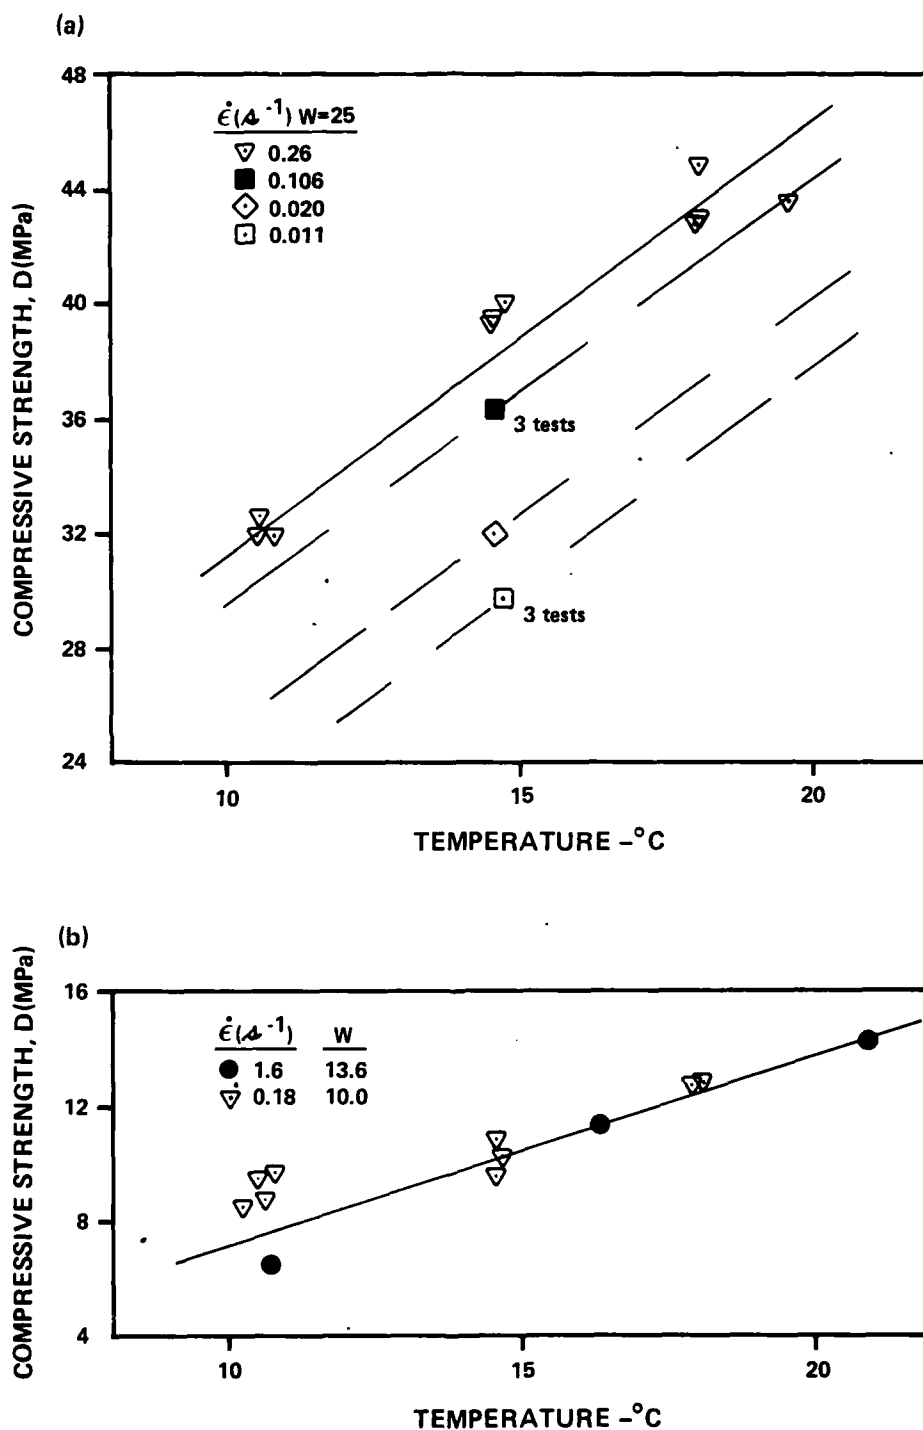 (a)
COMPRESSIVE STRENGTH, D(MPa)
48
44
40
36
32
28
24
ε̇(s⁻¹) W=25
0.26
0.106
0.020
0.011
3 tests
3 tests
10
15
20
TEMPERATURE –°C
(b)
COMPRESSIVE STRENGTH, D(MPa)
16
12
8
4
ε̇(s⁻¹) W
1.6 13.6
0.18 10.0
10
15
20
TEMPERATURE –°C